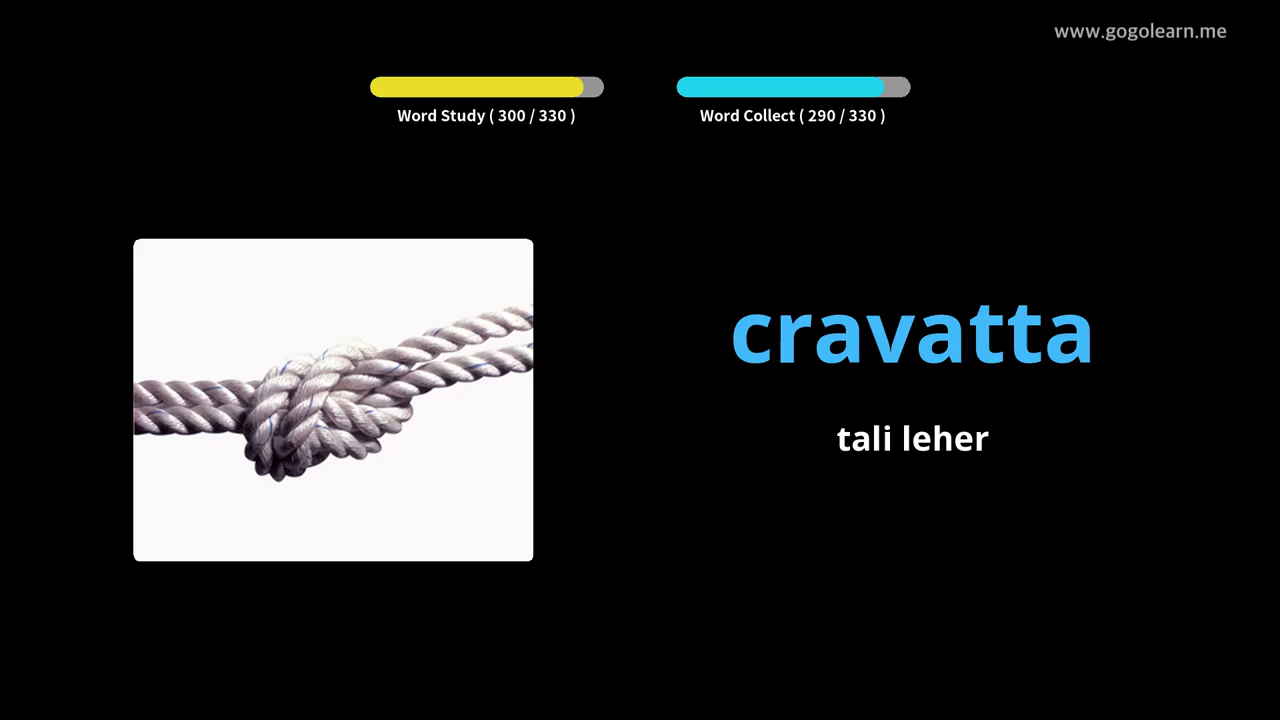 www.gogolearn.me
Word Study ( 300 / 330 )
Word Collect ( 290 / 330 )
cravatta
tali leher